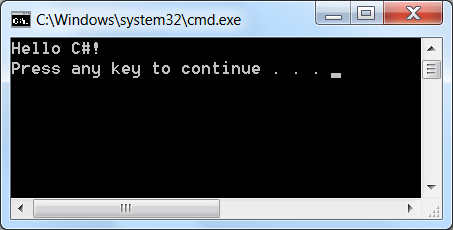 C:\Windows\system32\cmd.exe
Hello C#!
Press any key to continue . . .